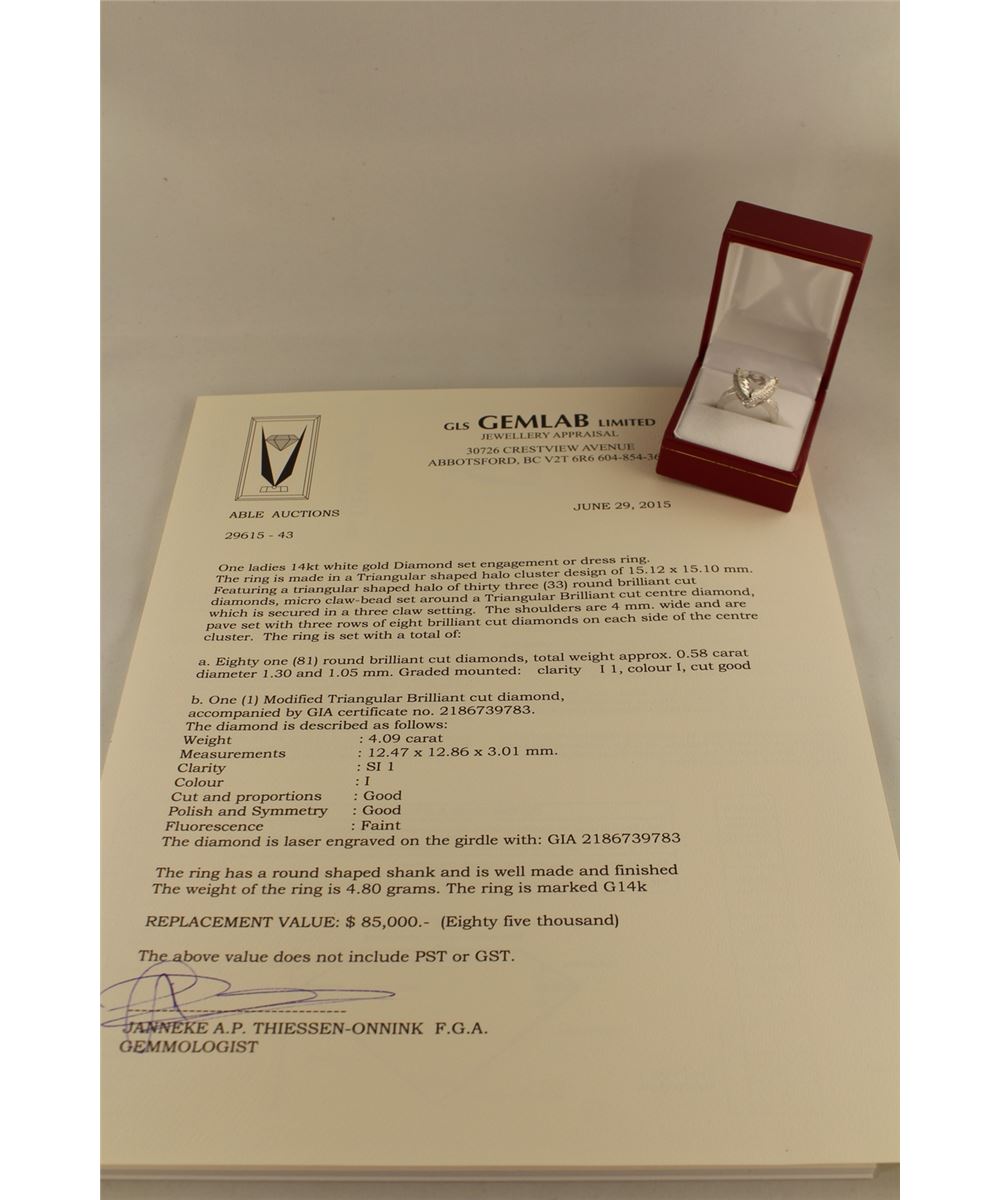 GLS GEMLAB LIMITED
JEWELLERY APPRAISAL
30726 CRESTVIEW AVENUE
ABBOTSFORD, BC V2T 6R6 604-854-36
ABLE AUCTIONS
JUNE 29, 2015
29615 - 43
One ladies 14kt white gold Diamond set engagement or dress ring.
The ring is made in a Triangular shaped halo cluster design of 15.12 x 15.10 mm.
Featuring a triangular shaped halo of thirty three (33) round brilliant cut
diamonds, micro claw-bead set around a Triangular Brilliant cut centre diamond,
which is secured in a three claw setting. The shoulders are 4 mm. wide and are
pave set with three rows of eight brilliant cut diamonds on each side of the centre
cluster. The ring is set with a total of:
a. Eighty one (81) round brilliant cut diamonds, total weight approx. 0.58 carat
diameter 1.30 and 1.05 mm. Graded mounted: clarity I 1, colour I, cut good
b. One (1) Modified Triangular Brilliant cut diamond,
accompanied by GIA certificate no. 2186739783.
The diamond is described as follows:
Weight : 4.09 carat
Measurements : 12.47 x 12.86 x 3.01 mm.
Clarity : SI 1
Colour : I
Cut and proportions : Good
Polish and Symmetry : Good
Fluorescence : Faint
The diamond is laser engraved on the girdle with: GIA 2186739783
The ring has a round shaped shank and is well made and finished
The weight of the ring is 4.80 grams. The ring is marked G14k
REPLACEMENT VALUE: $ 85,000.- (Eighty five thousand)
The above value does not include PST or GST.
JANNEKE A.P. THIESSEN-ONNINK F.G.A.
GEMMOLOGIST